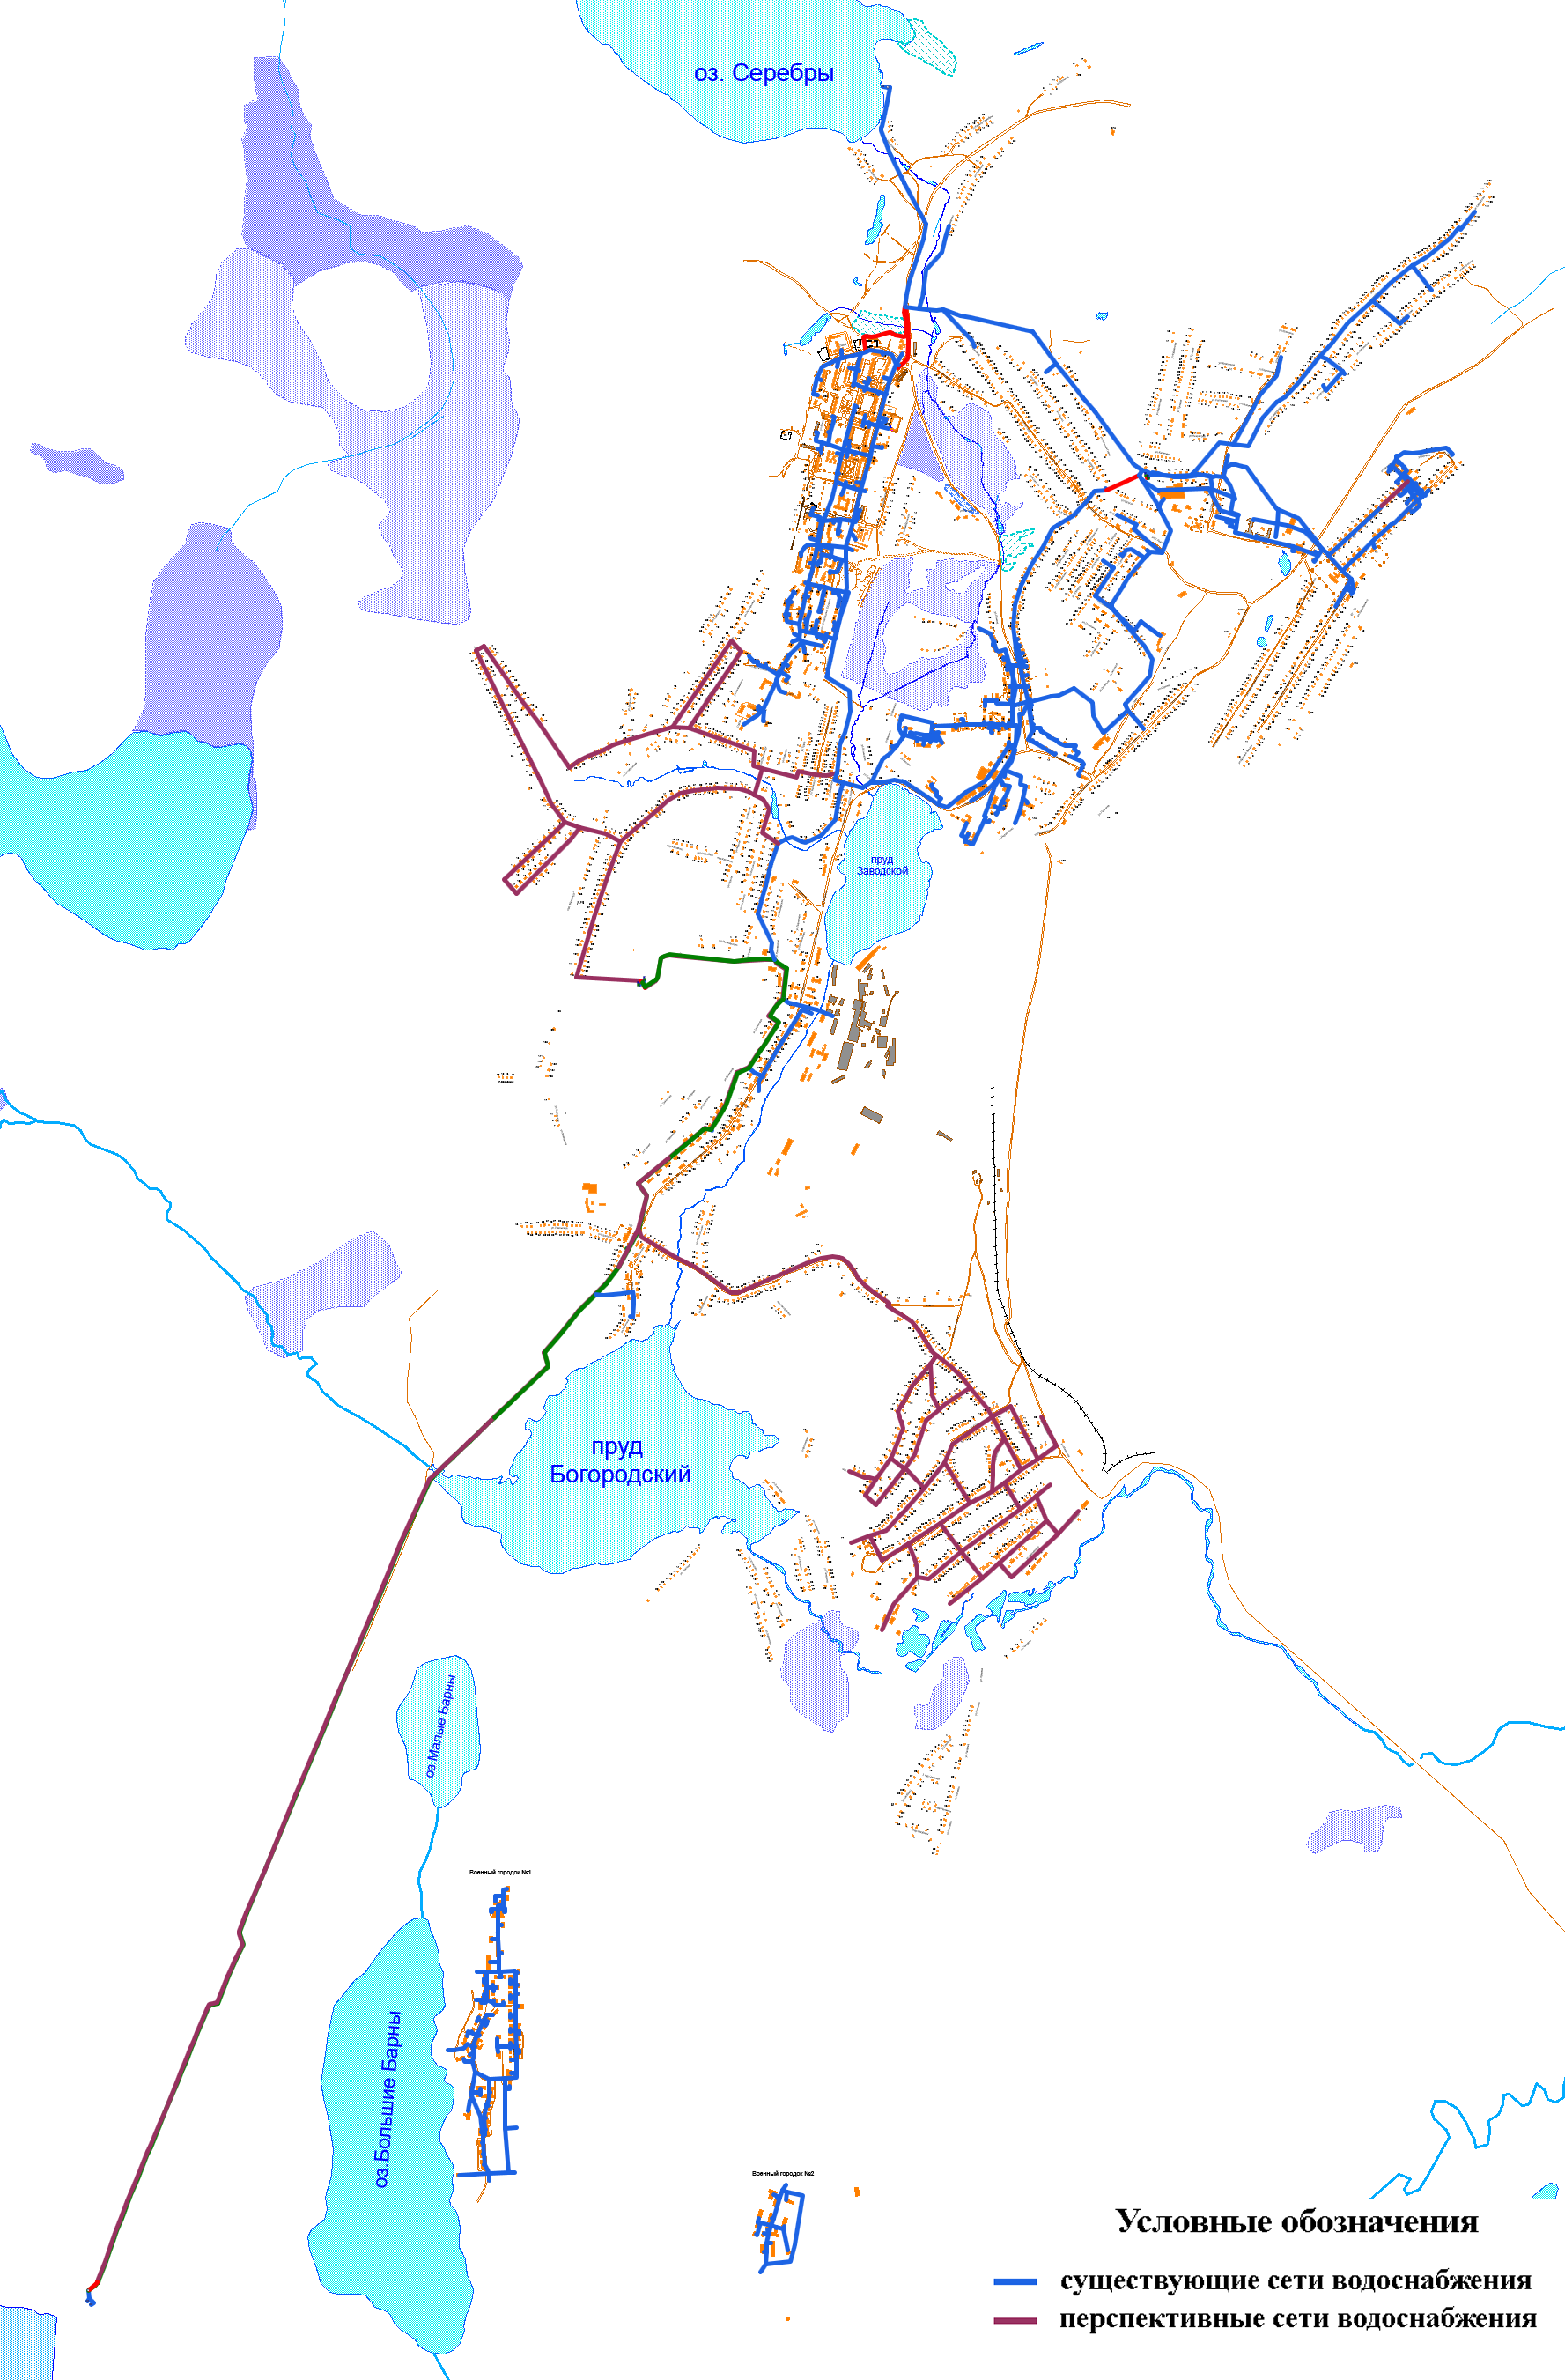 оз. Серебры
пруд
Заводской
пруд
Богородский
оз.Малые Барны
Военный городок №1
оз.Большие Барны
Военный городок №2
Условные обозначения
существующие сети водоснабжения
перспективные сети водоснабжения